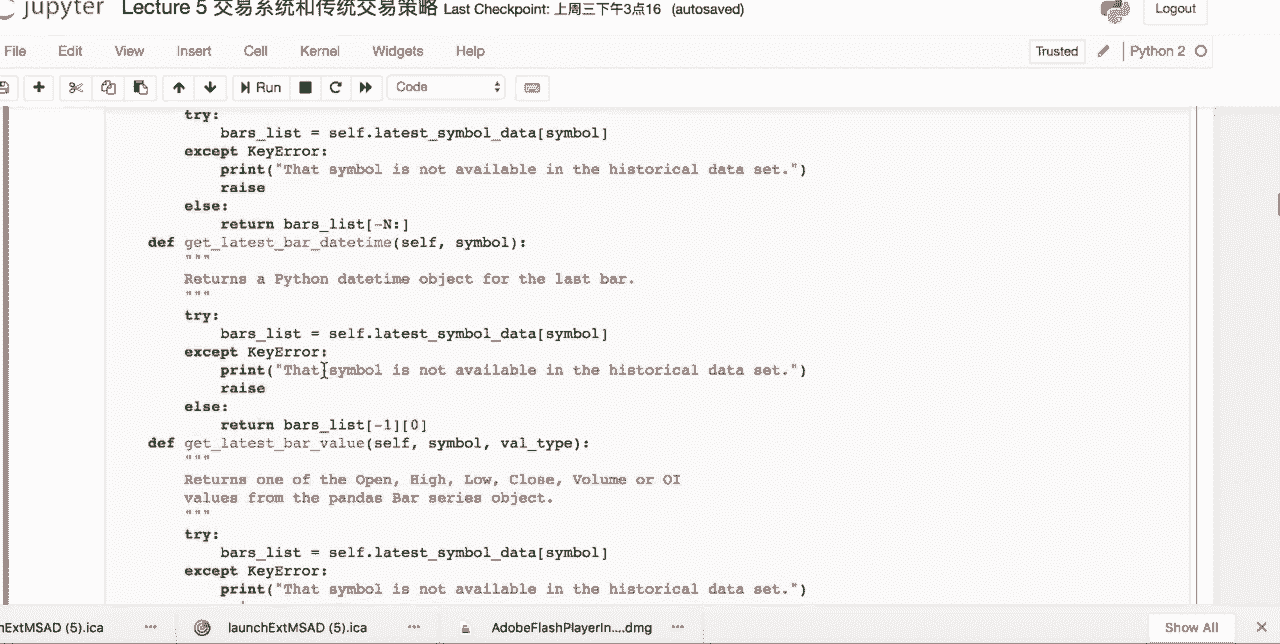 jupyter Lecture 5 交易系统和传统交易策略 Last Checkpoint: 上周三下午3点16 (autosaved) Logout
File Edit View Insert Cell Kernel Widgets Help Trusted Python 2
Run Code
try:
bars_list = self.latest_symbol_data[symbol]
except KeyError:
print("That symbol is not available in the historical data set.")
raise
else:
return bars_list[-N:]
def get_latest_bar_datetime(self, symbol):
"""
Returns a Python datetime object for the last bar.
"""
try:
bars_list = self.latest_symbol_data[symbol]
except KeyError:
print("That symbol is not available in the historical data set.")
raise
else:
return bars_list[-1][0]
def get_latest_bar_value(self, symbol, val_type):
"""
Returns one of the Open, High, Low, Close, Volume or OI
values from the pandas Bar series object.
"""
try:
bars_list = self.latest_symbol_data[symbol]
except KeyError:
print("That symbol is not available in the historical data set.")
hExtMSAD (5).ica launchExtMSAD (5).ica AdobeFlashPlayerIn....dmg Show All